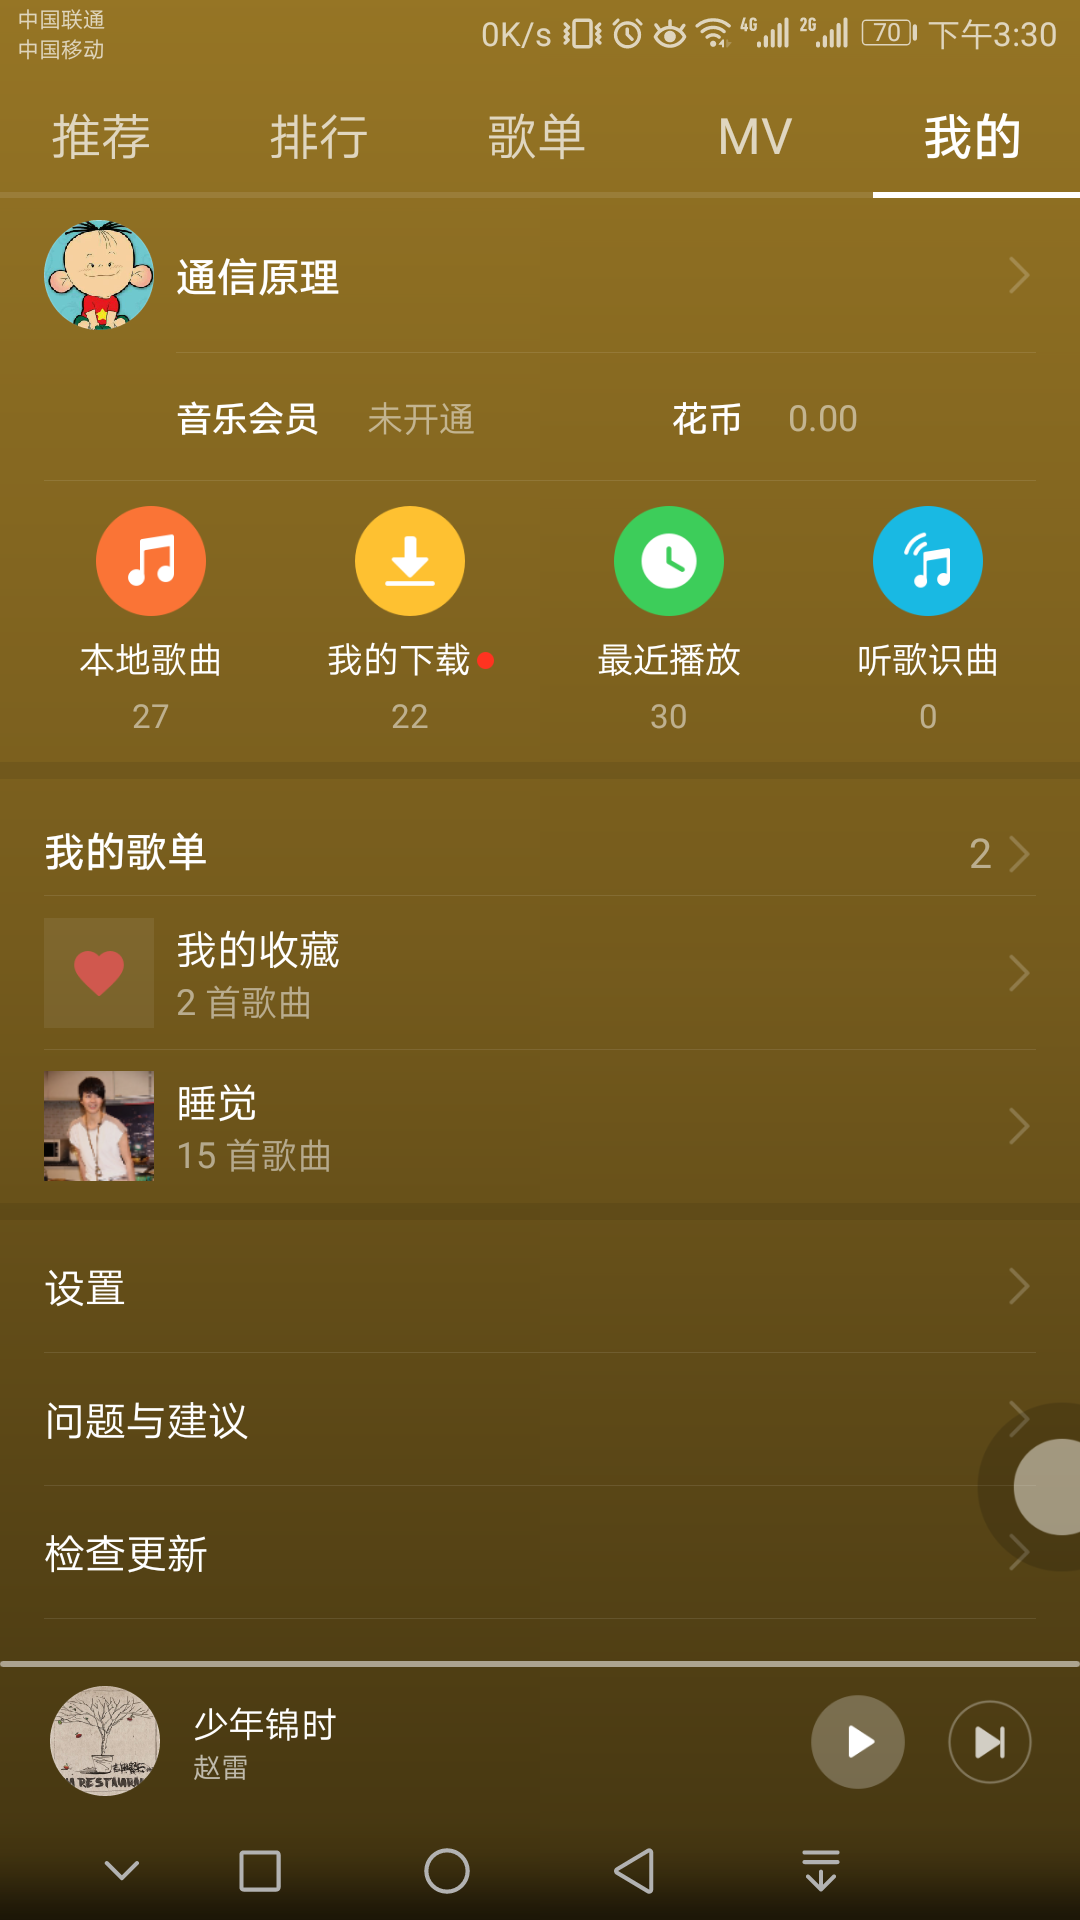 中国联通
中国移动
0K/s 4G 2G 70 下午3:30
推荐 排行 歌单 MV 我的
通信原理
音乐会员 未开通 花币 0.00
本地歌曲 我的下载 最近播放 听歌识曲
27 22 30 0
我的歌单 2
我的收藏
2 首歌曲
睡觉
15 首歌曲
设置
问题与建议
检查更新
少年锦时
赵雷